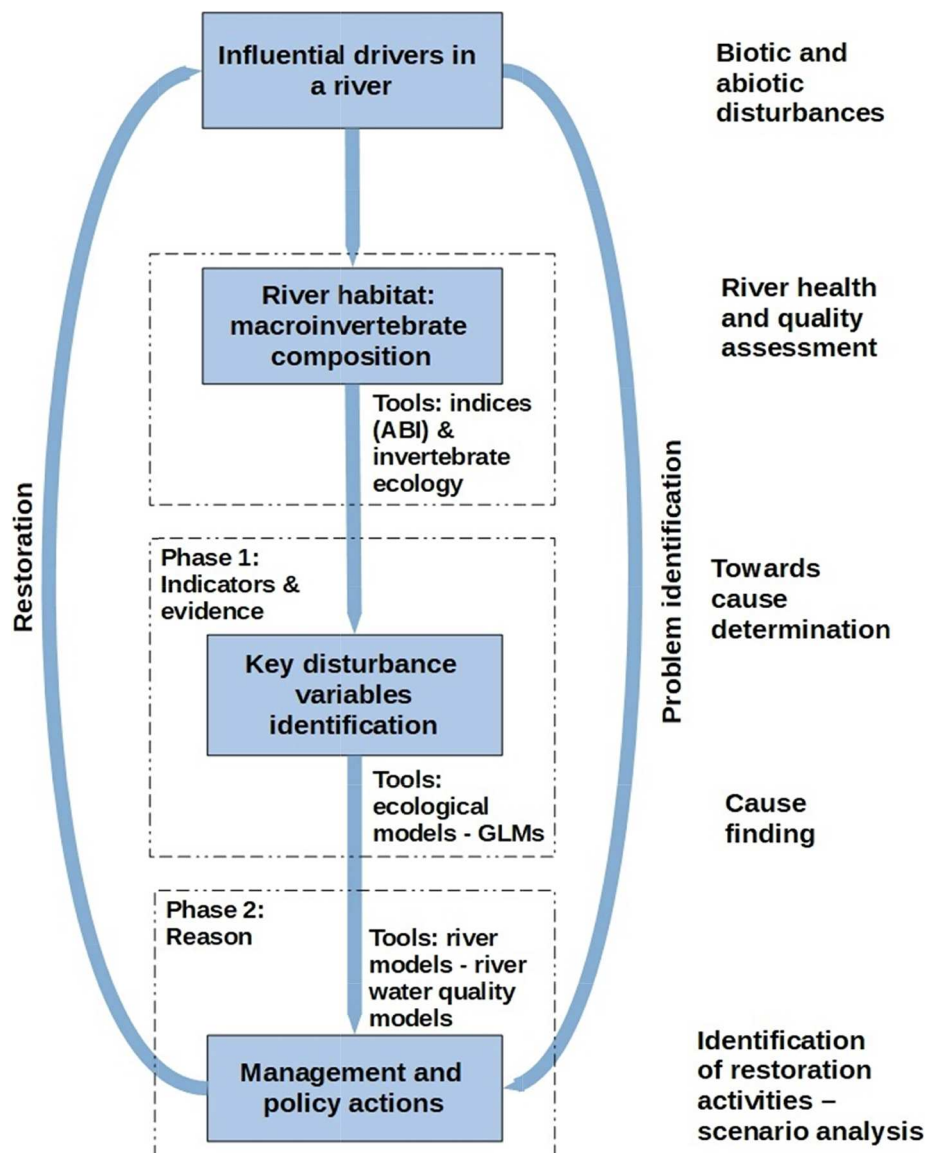 Influential drivers in
a river
Biotic and
abiotic
disturbances
River habitat:
macroinvertebrate
composition
River health
and quality
assessment
Tools: indices
(ABI) &
invertebrate
ecology
Restoration
Problem identification
Phase 1:
Indicators &
evidence
Towards
cause
determination
Key disturbance
variables
identification
Tools:
ecological
models - GLMs
Cause
finding
Phase 2:
Reason
Tools: river
models - river
water quality
models
Management and
policy actions
Identification
of restoration
activities –
scenario analysis